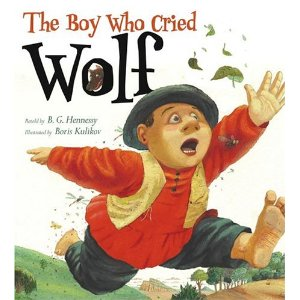 The Boy Who Cried
Wolf
Retold by B. G. Hennessy
Illustrated by Boris Kulikov